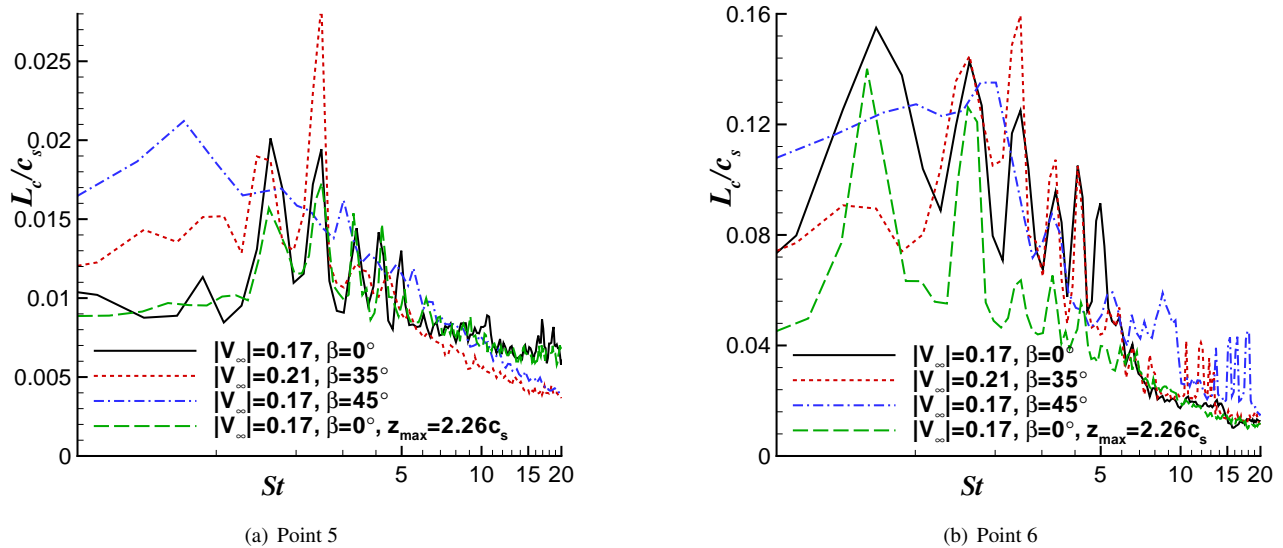 0.025
0.02
0.015
0.01
0.005
0
L_c/c_s
|V_∞|=0.17, β=0°
|V_∞|=0.21, β=35°
|V_∞|=0.17, β=45°
|V_∞|=0.17, β=0°, z_max=2.26c_s
5 10 15 20
St
(a) Point 5
0.16
0.12
0.08
0.04
0
L_c/c_s
|V_∞|=0.17, β=0°
|V_∞|=0.21, β=35°
|V_∞|=0.17, β=45°
|V_∞|=0.17, β=0°, z_max=2.26c_s
5 10 15 20
St
(b) Point 6